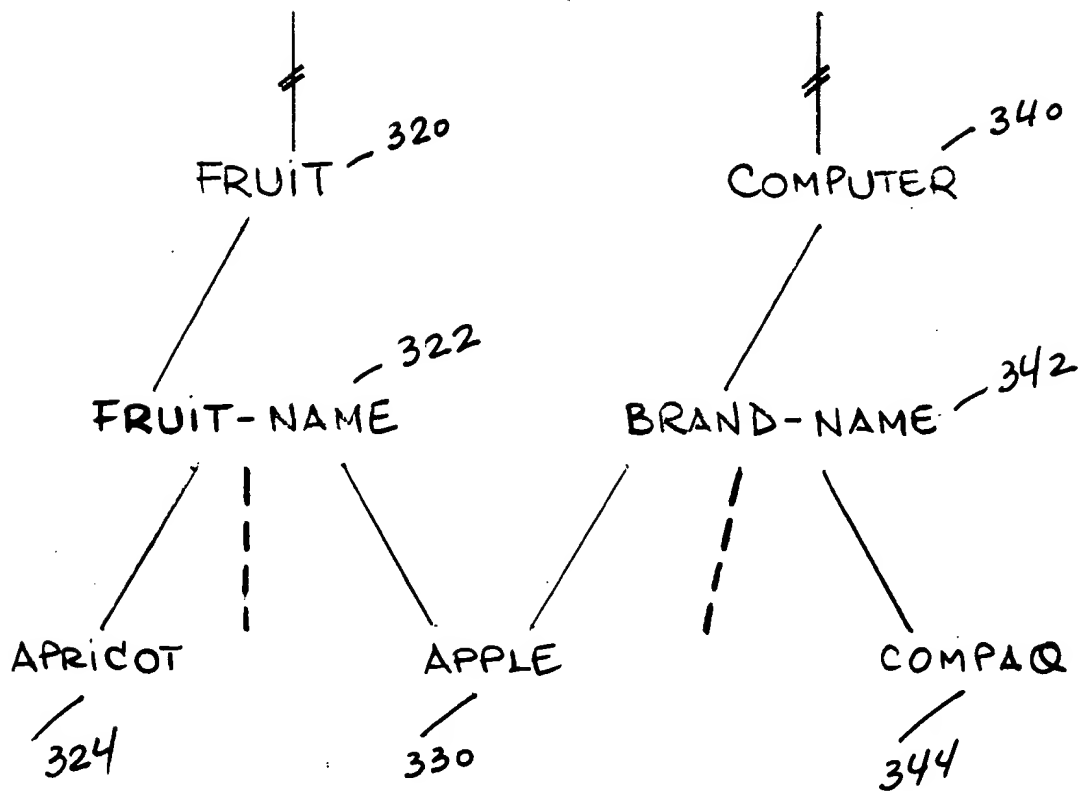 320
FRUIT
340
COMPUTER
322
FRUIT-NAME
342
BRAND-NAME
APRICOT
APPLE
COMPAQ
324
330
344